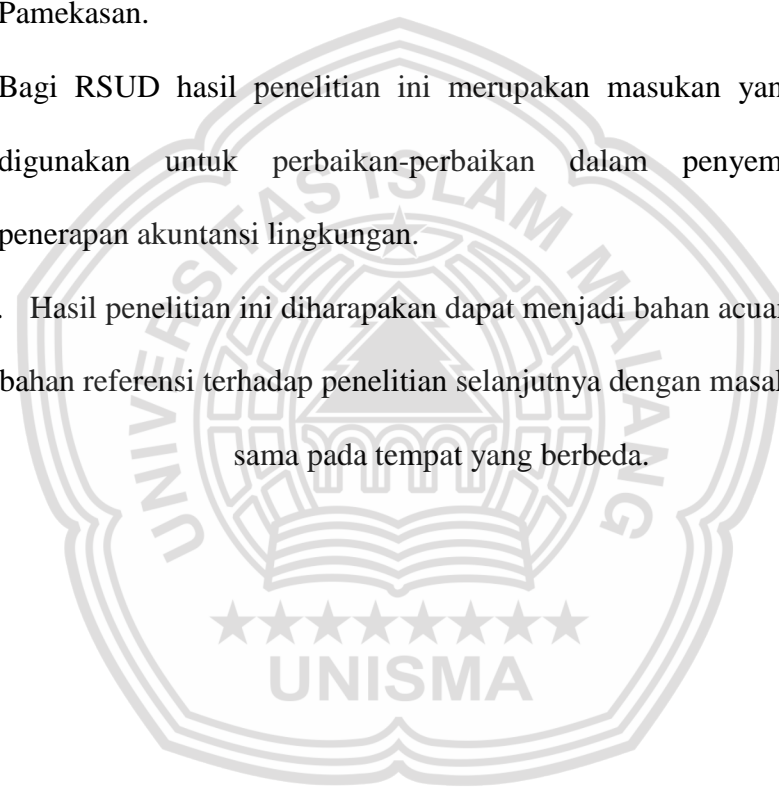 Pamekasan.
Bagi RSUD hasil penelitian ini merupakan masukan yan
digunakan untuk perbaikan-perbaikan dalam penyem
penerapan akuntansi lingkungan.
. Hasil penelitian ini diharapakan dapat menjadi bahan acua
bahan referensi terhadap penelitian selanjutnya dengan masal
sama pada tempat yang berbeda.
UNIVERSITAS ISLAM MALANG
UNISMA